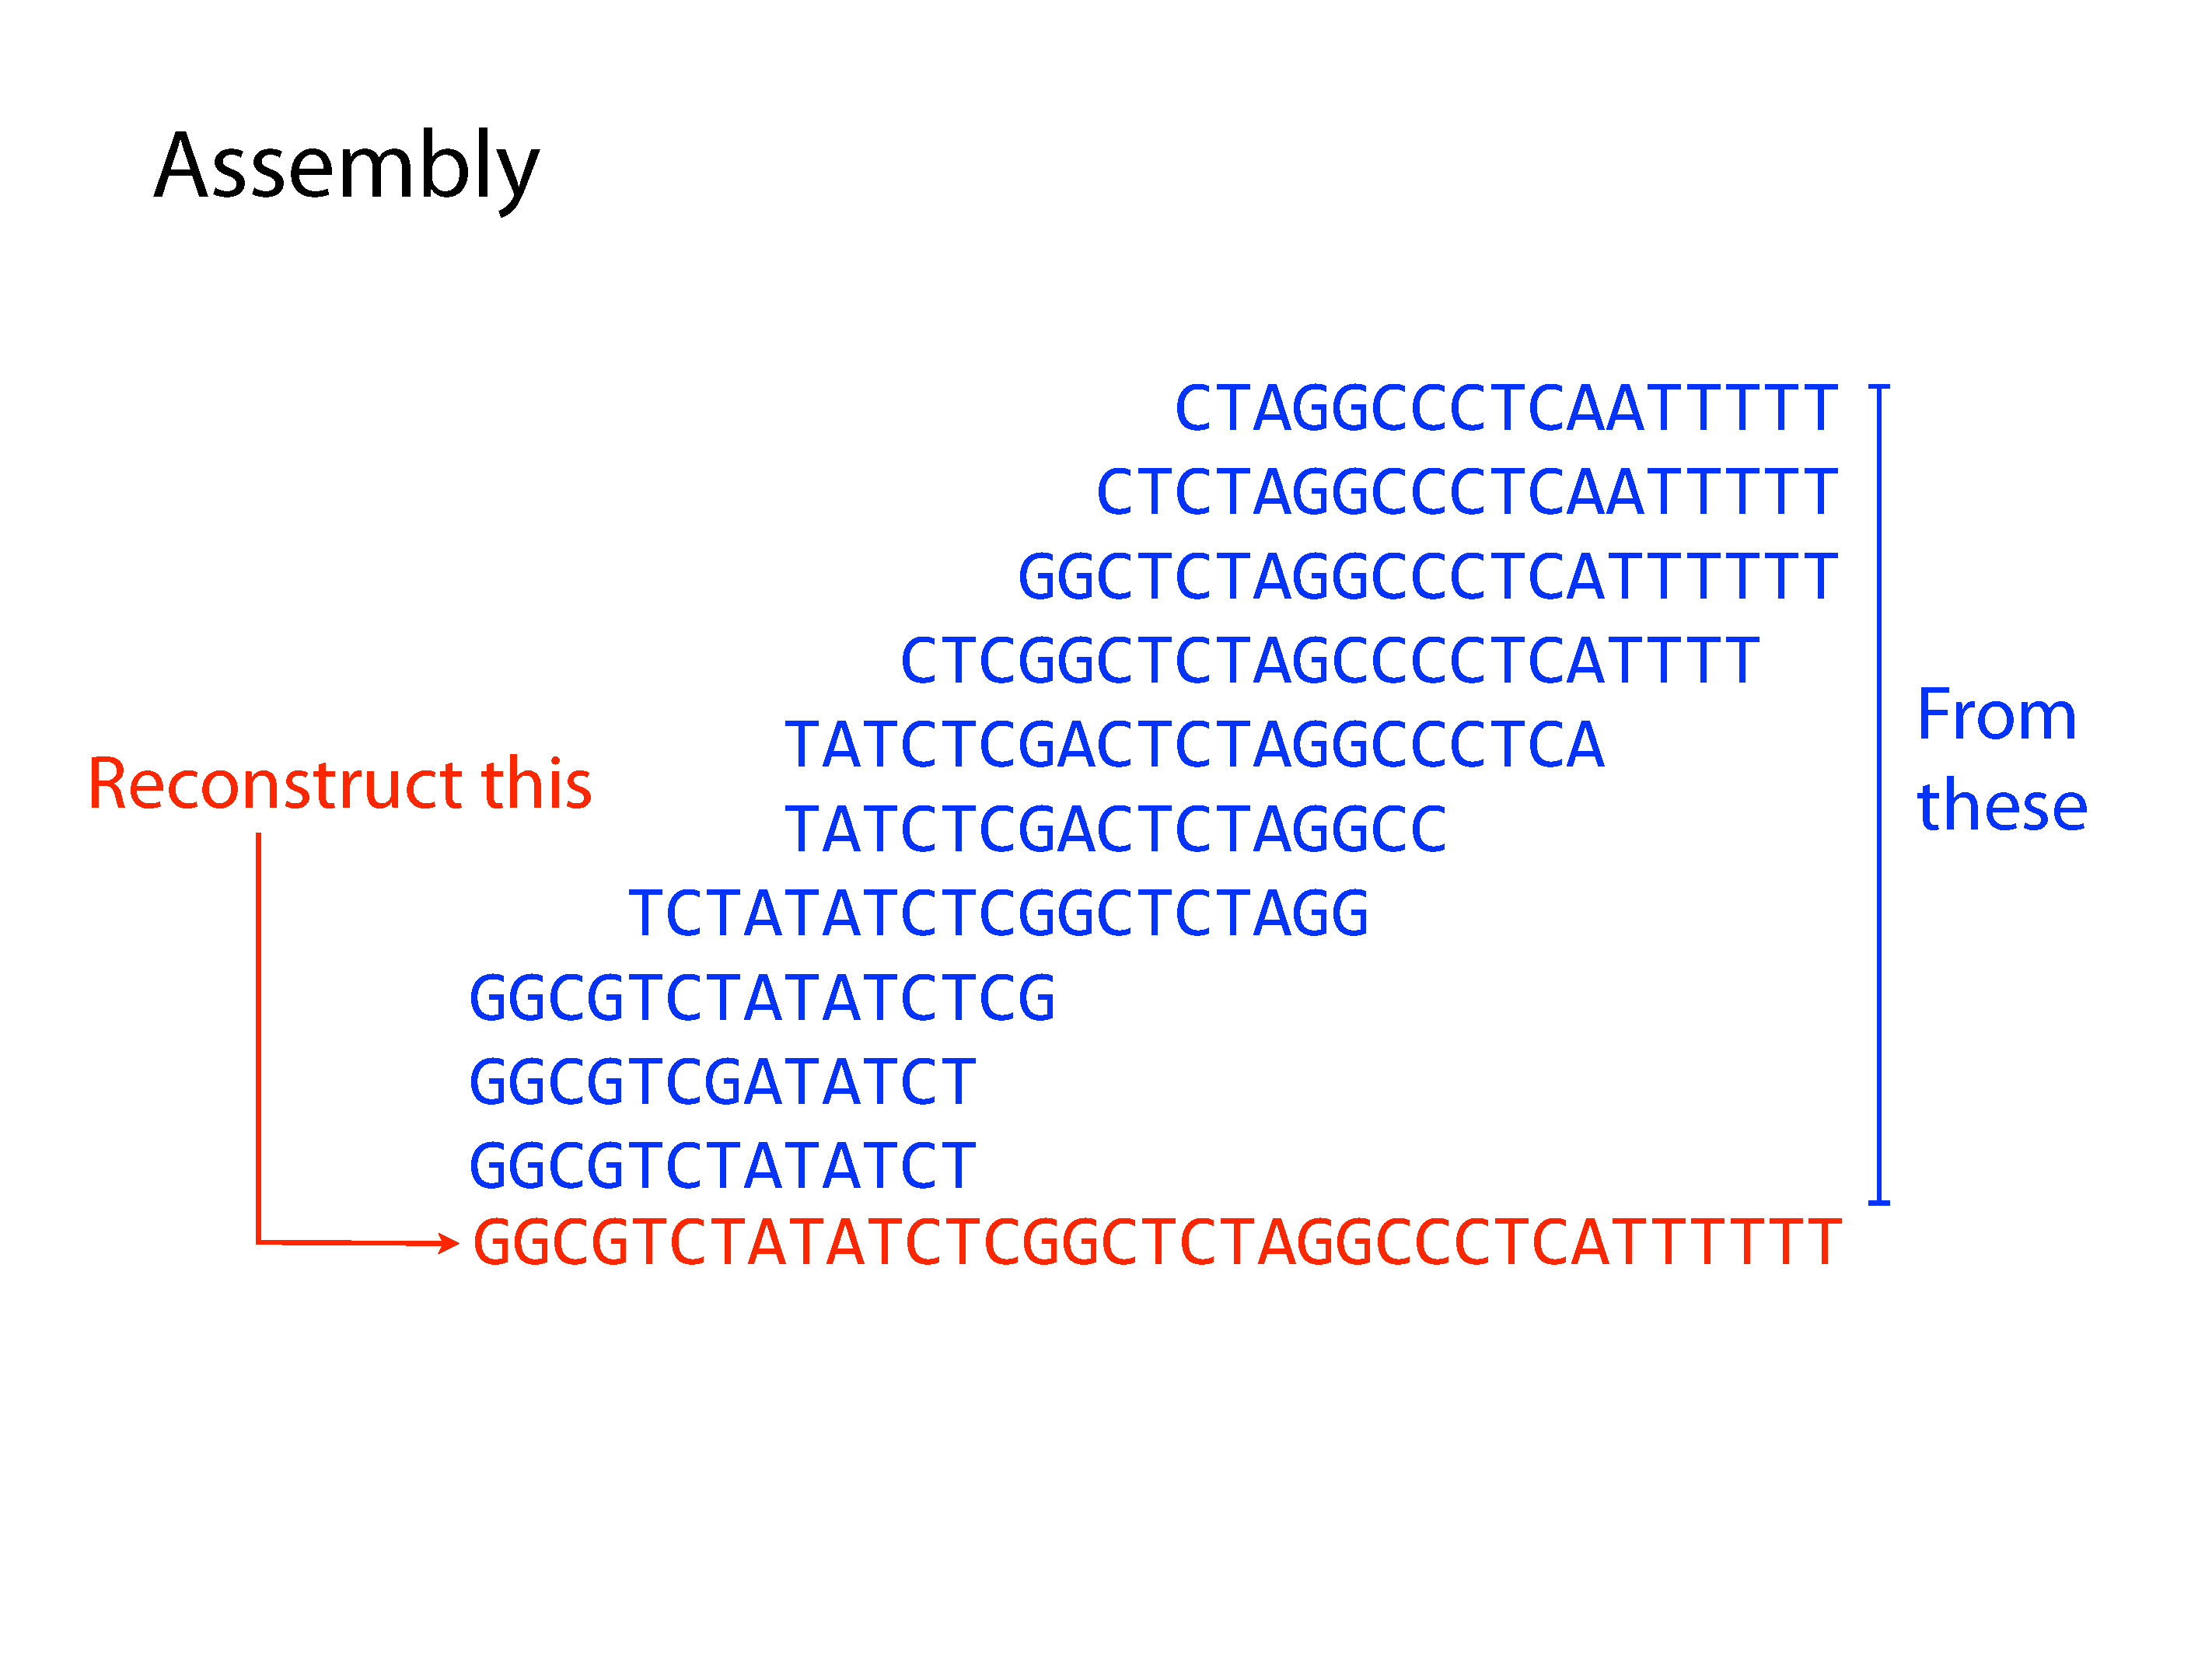 Assembly
CTAGGCCCTCAATTTTT
CTCTAGGCCCTCAATTTTT
GGCTCTAGGCCCTCATTTTTT
CTCGGCTCTAGCCCCTCATTTT
TATCTCGACTCTAGGCCCTCA
TATCTCGACTCTAGGCC
TCTATATCTCGGCTCTAGG
GGCGTCTATATCTCG
GGCGTCGATATCT
GGCGTCTATATCT
GGCGTCTATATCTCGGCTCTAGGCCCTCATTTTTT
Reconstruct this
From
these